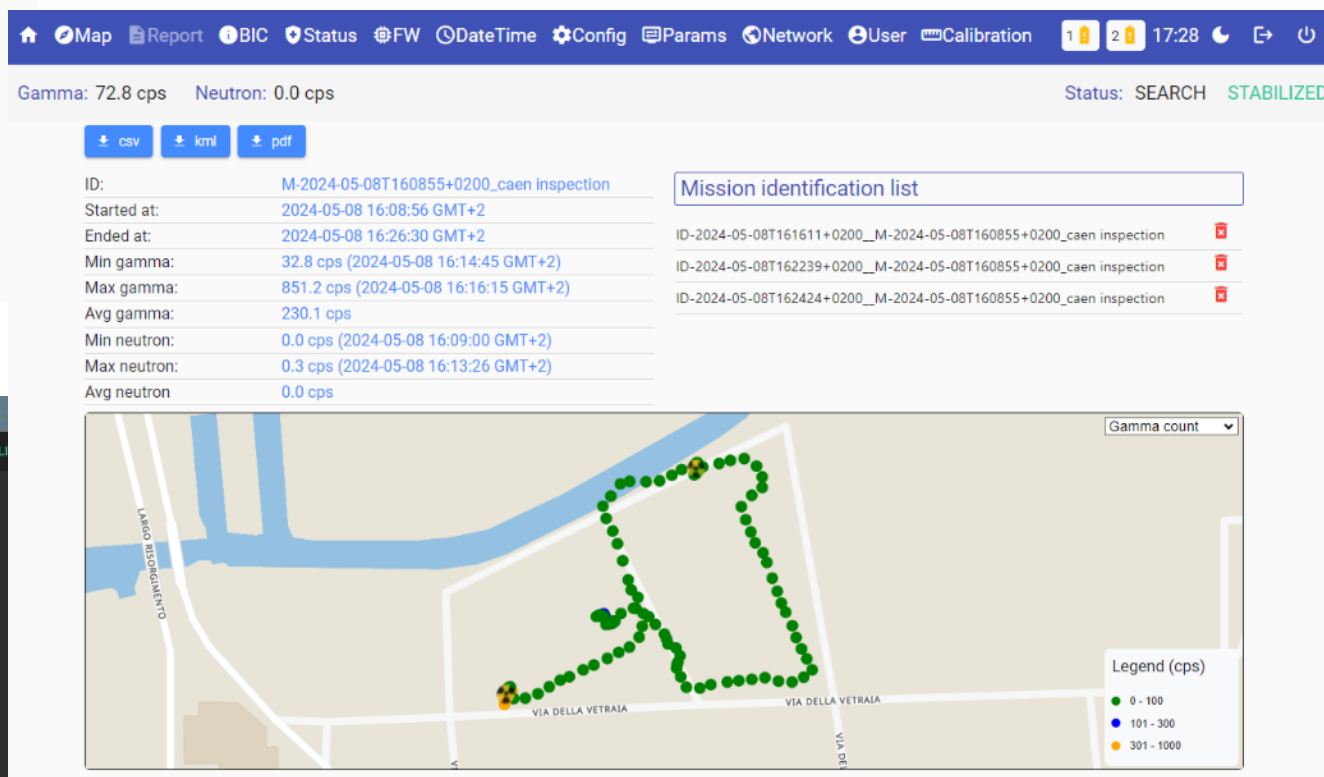 Map Report BIC Status FW DateTime Config Params Network User Calibration 1 2 17:28
Gamma: 72.8 cps Neutron: 0.0 cps Status: SEARCH STABILIZED
csv kml pdf
ID: M-2024-05-08T160855+0200_caen inspection
Started at: 2024-05-08 16:08:56 GMT+2
Ended at: 2024-05-08 16:26:30 GMT+2
Min gamma: 32.8 cps (2024-05-08 16:14:45 GMT+2)
Max gamma: 851.2 cps (2024-05-08 16:16:15 GMT+2)
Avg gamma: 230.1 cps
Min neutron: 0.0 cps (2024-05-08 16:09:00 GMT+2)
Max neutron: 0.3 cps (2024-05-08 16:13:26 GMT+2)
Avg neutron 0.0 cps
Mission identification list
ID-2024-05-08T161611+0200__M-2024-05-08T160855+0200_caen inspection
ID-2024-05-08T162239+0200__M-2024-05-08T160855+0200_caen inspection
ID-2024-05-08T162424+0200__M-2024-05-08T160855+0200_caen inspection
Gamma count
LARGO RISORGIMENTO
VIA DELLA VETRAIA
VIA DELLA VETRAIA
VIA DEL
Legend (cps)
0 - 100
101 - 300
301 - 1000